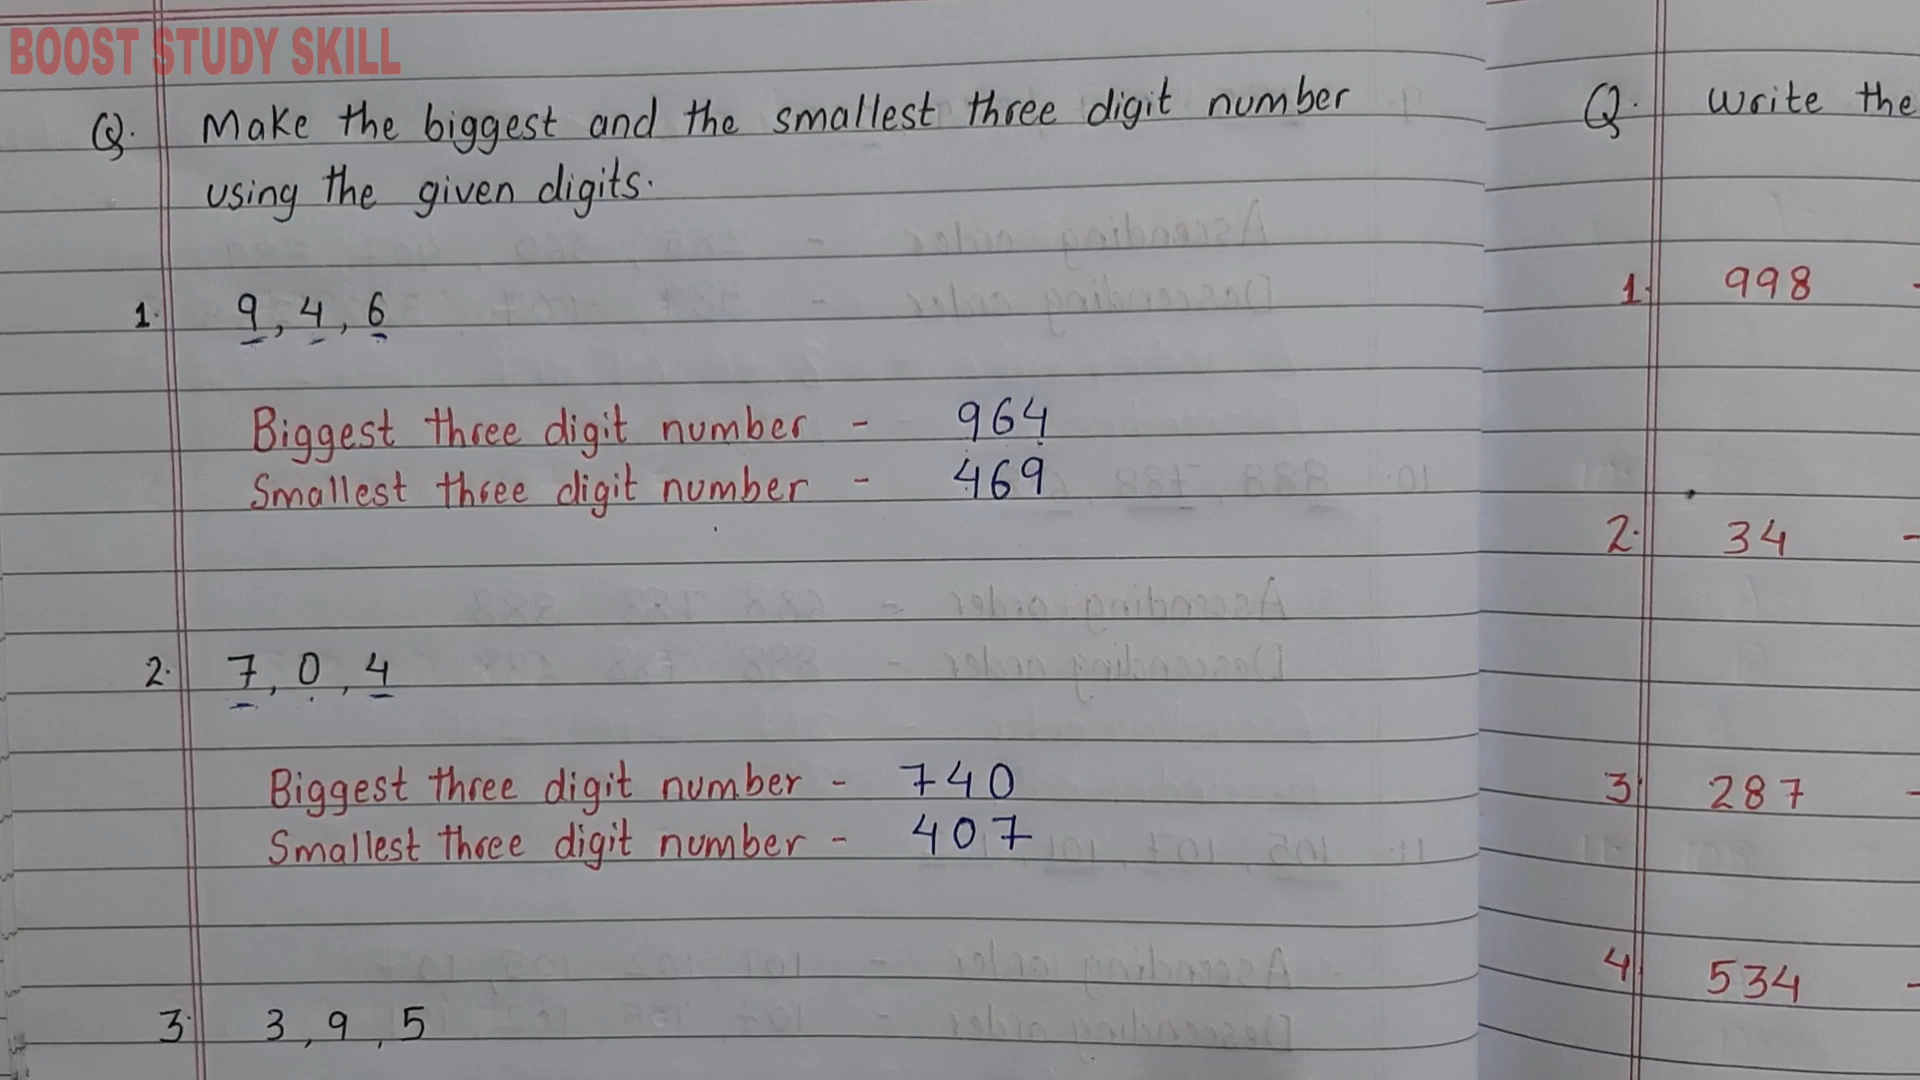 BOOST STUDY SKILL
Q. Make the biggest and the smallest three digit number
using the given digits.
1. 9, 4, 6
Biggest three digit number - 964
Smallest three digit number - 469
2. 7, 0, 4
Biggest three digit number - 740
Smallest three digit number - 407
3. 3, 9, 5
Q. Write the
1. 998 -
2. 34 -
3. 287 -
4. 534 -